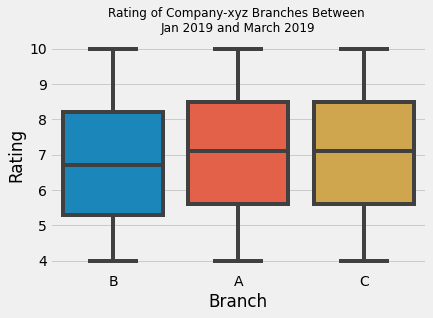 Rating of Company-xyz Branches Between
Jan 2019 and March 2019
10
9
8
7
6
5
4
Rating
B A C
Branch